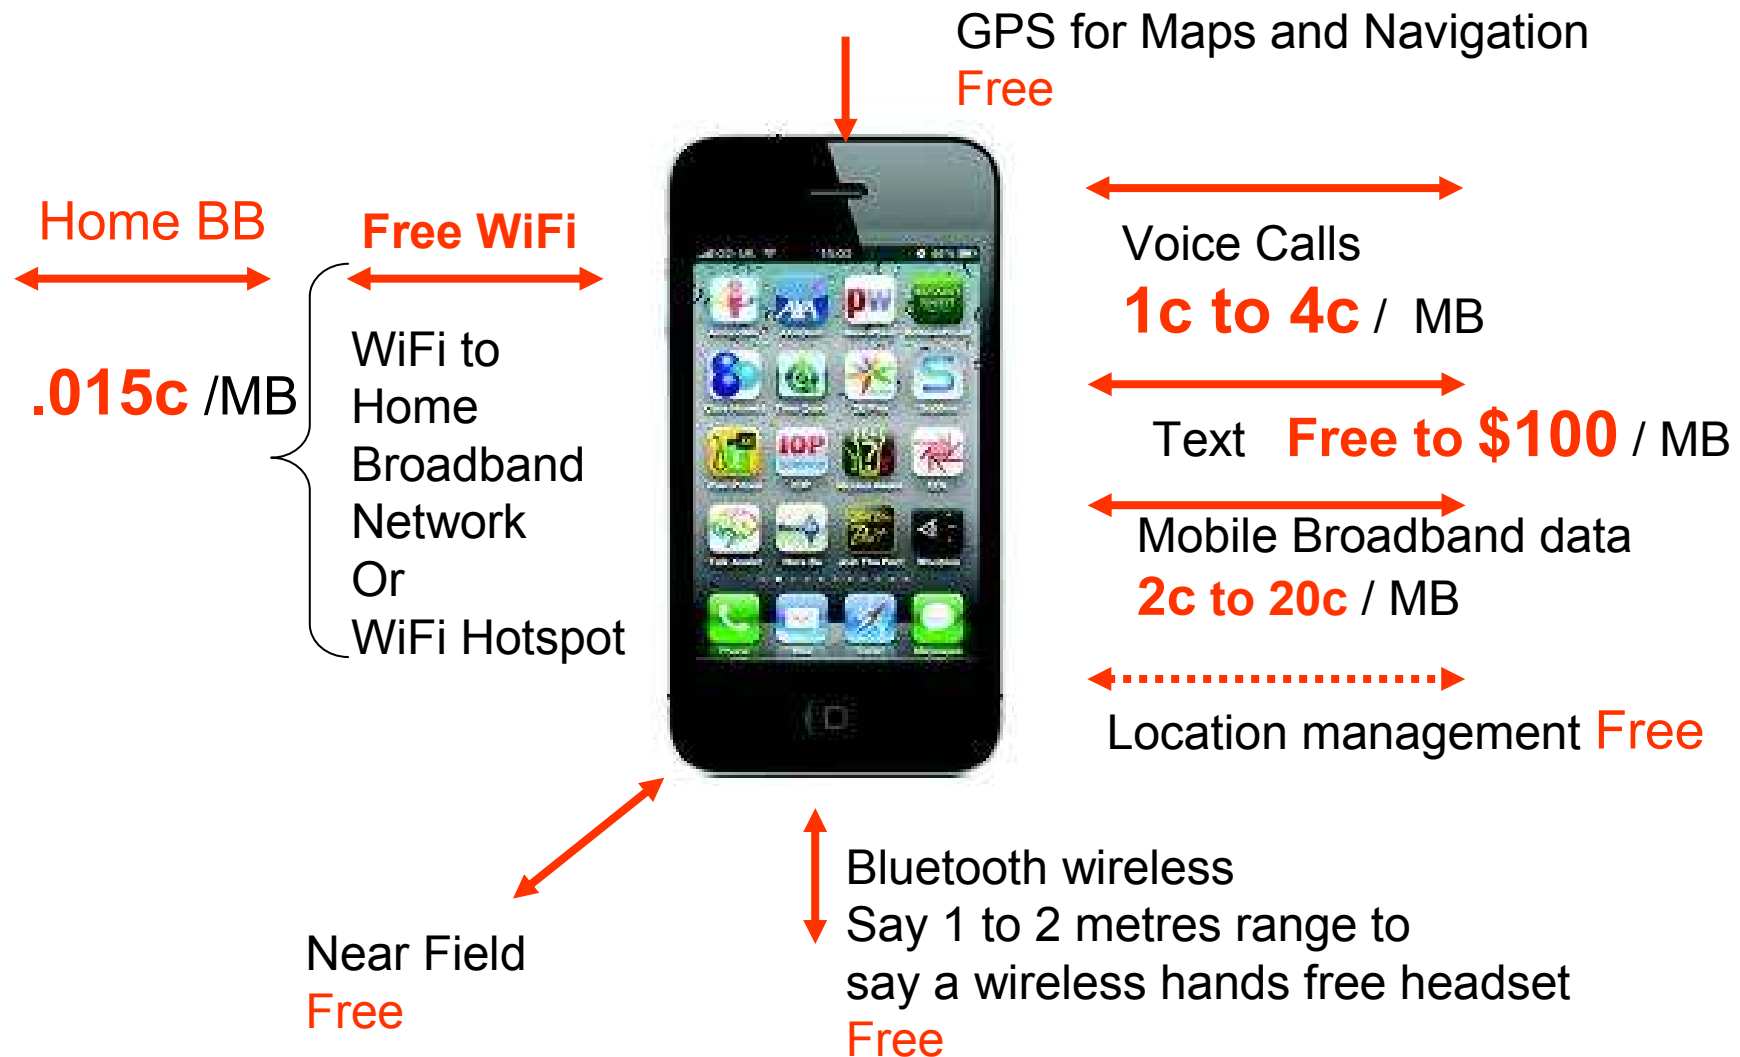 GPS for Maps and Navigation
Free
Home BB
Free WiFi
.015c /MB
WiFi to
Home
Broadband
Network
Or
WiFi Hotspot
Voice Calls
1c to 4c / MB
Text Free to $100 / MB
Mobile Broadband data
2c to 20c / MB
Location management Free
pw
IOP
Near Field
Free
Bluetooth wireless
Say 1 to 2 metres range to
say a wireless hands free headset
Free